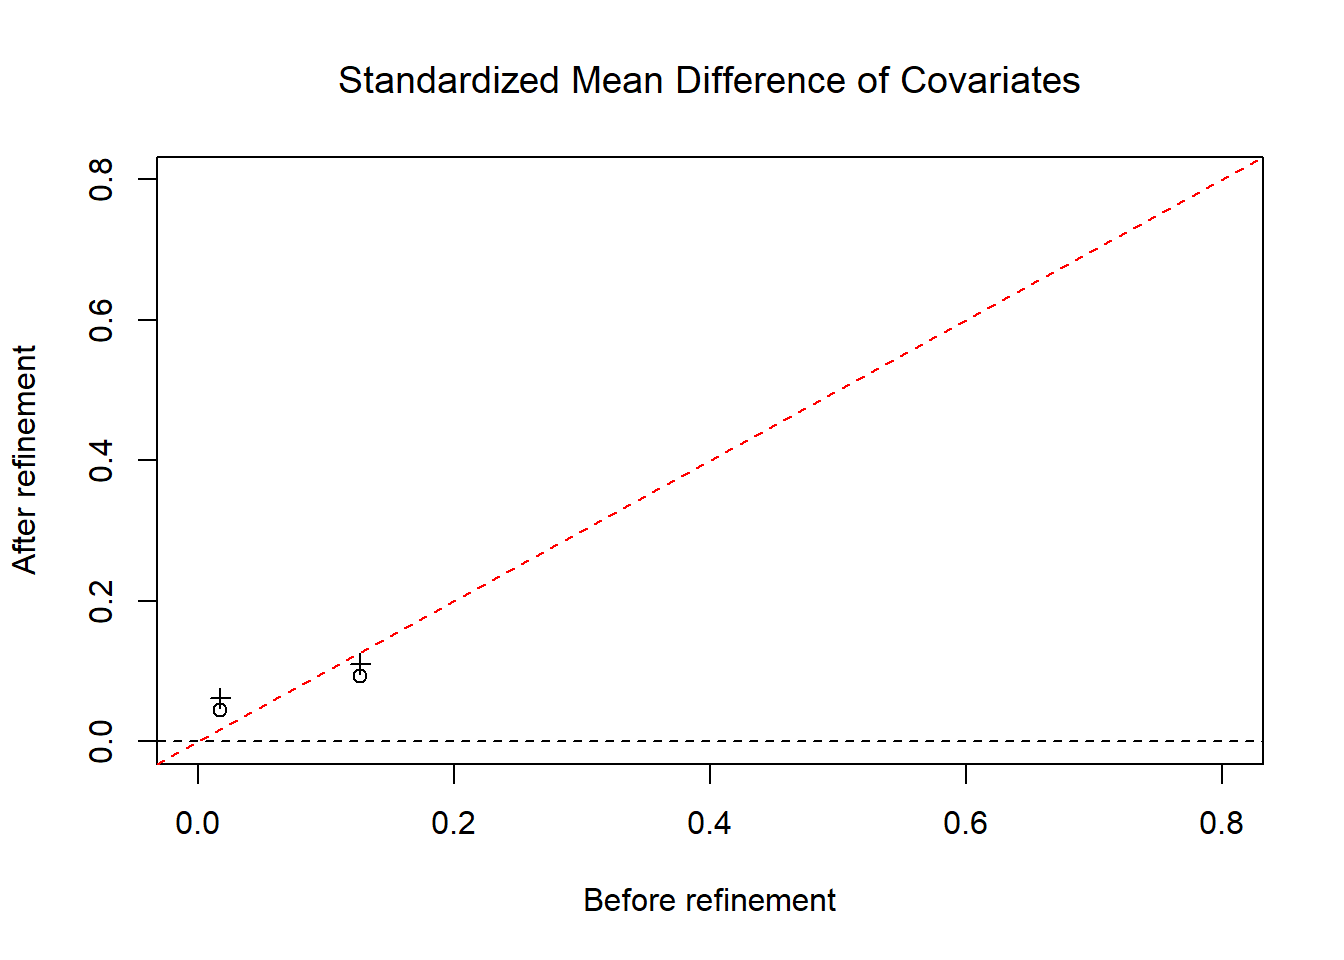 Standardized Mean Difference of Covariates
After refinement
0.8
0.6
0.4
0.2
0.0
0.0 0.2 0.4 0.6 0.8
Before refinement